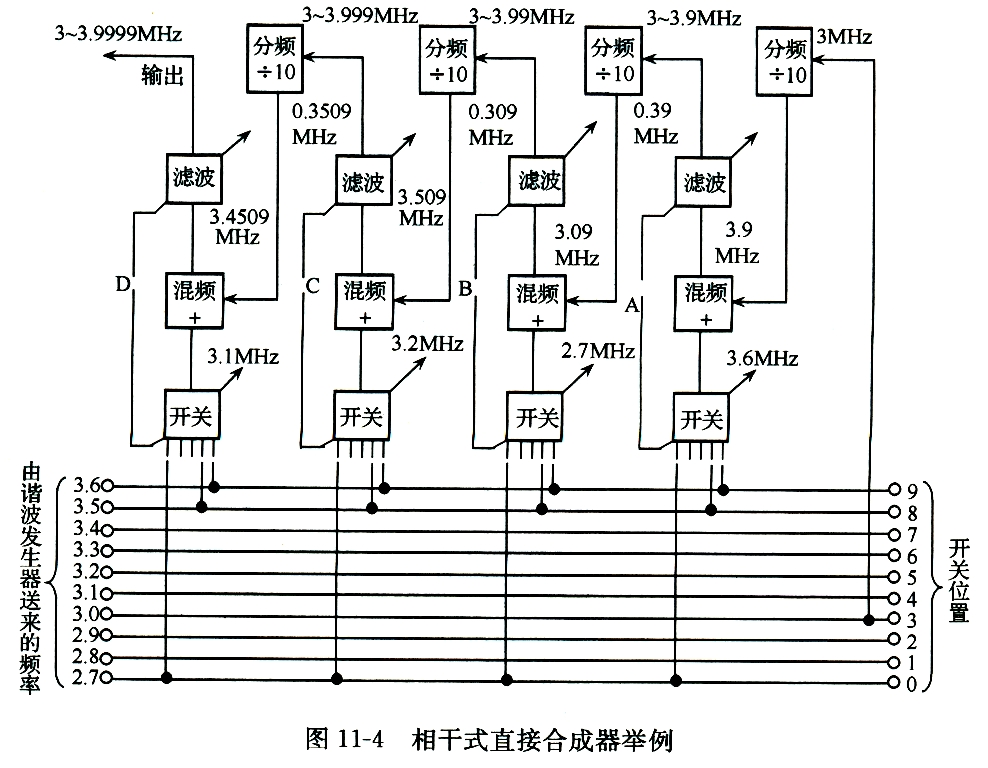 3~3.9999MHz
输出
3~3.999MHz
分频
÷10
3~3.99MHz
分频
÷10
3~3.9MHz
分频
÷10
3MHz
分频
÷10
0.3509
MHz
0.309
MHz
0.39
MHz
滤波
滤波
滤波
滤波
3.4509
MHz
3.509
MHz
3.09
MHz
3.9
MHz
D
混频
+
C
混频
+
B
混频
+
A
混频
+
3.1MHz
3.2MHz
2.7MHz
3.6MHz
开关
开关
开关
开关
由谐波发生器送来的频率
3.6
3.5
3.4
3.3
3.2
3.1
3.0
2.9
2.8
2.7
9
8
7
6
5
4
3
2
1
0
开关位置
图 11-4 相干式直接合成器举例